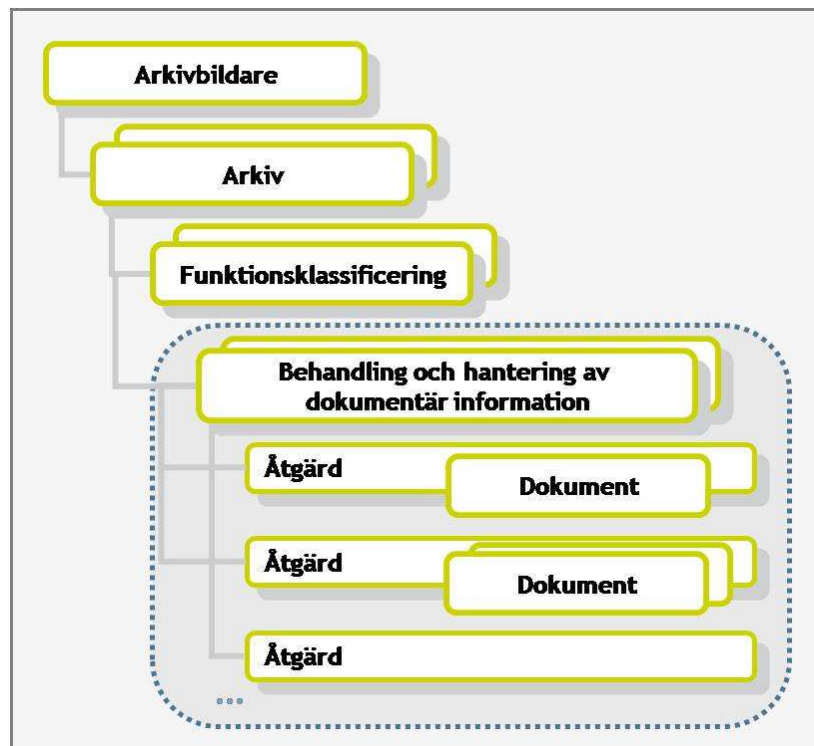 Arkivbildare
Arkiv
Funktionsklassificering
Behandling och hantering av
dokumentär information
Åtgärd
Dokument
Åtgärd
Dokument
Åtgärd
...